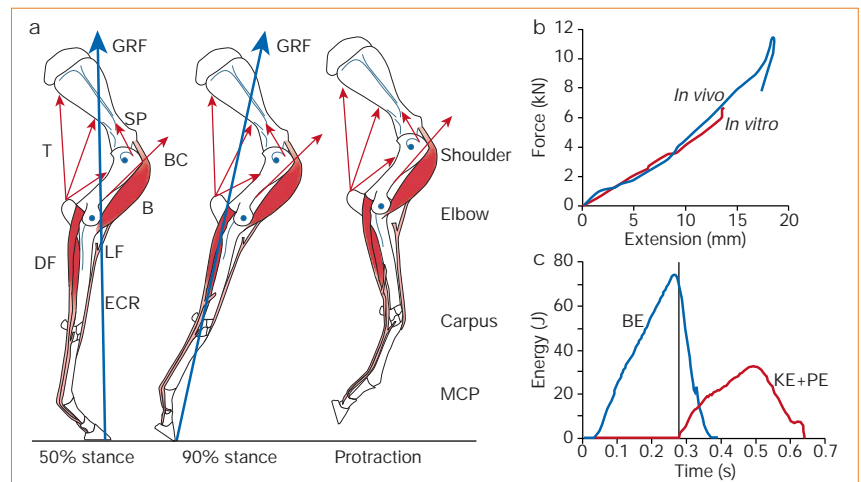 a
GRF
GRF
SP
T
BC
Shoulder
B
Elbow
DF
LF
ECR
Carpus
MCP
50% stance
90% stance
Protraction
b
12
10
8
6
4
2
0
Force (kN)
In vivo
In vitro
0
5
10
15
20
Extension (mm)
c
80
60
40
20
0
Energy (J)
BE
KE+PE
0
0.1
0.2
0.3
0.4
0.5
0.6
0.7
Time (s)